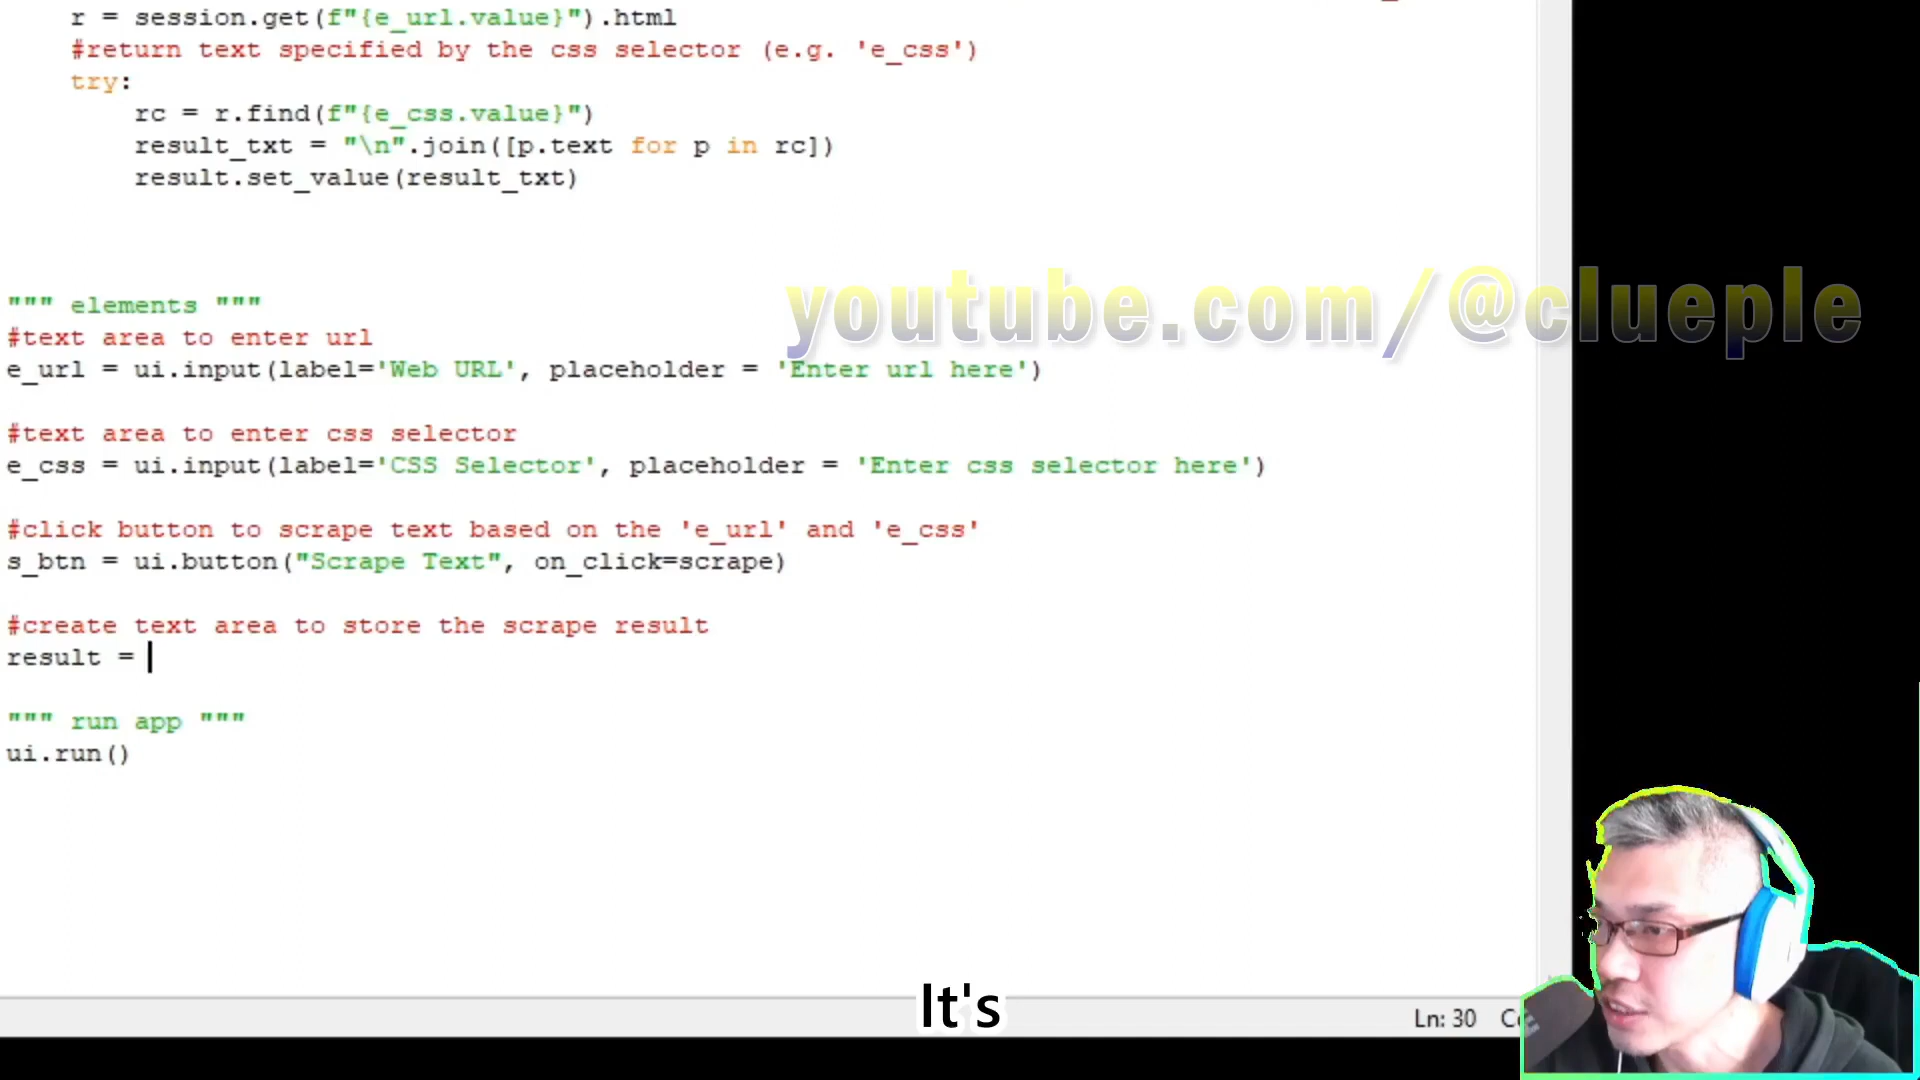 r = session.get(f"{e_url.value}").html
#return text specified by the css selector (e.g. 'e_css')
try:
rc = r.find(f"{e_css.value}")
result_txt = "\n".join([p.text for p in rc])
result.set_value(result_txt)
""" elements """
youtube.com/@clueple
#text area to enter url
e_url = ui.input(label='Web URL', placeholder = 'Enter url here')
#text area to enter css selector
e_css = ui.input(label='CSS Selector', placeholder = 'Enter css selector here')
#click button to scrape text based on the 'e_url' and 'e_css'
s_btn = ui.button("Scrape Text", on_click=scrape)
#create text area to store the scrape result
result =
""" run app """
ui.run()
It's
Ln: 30